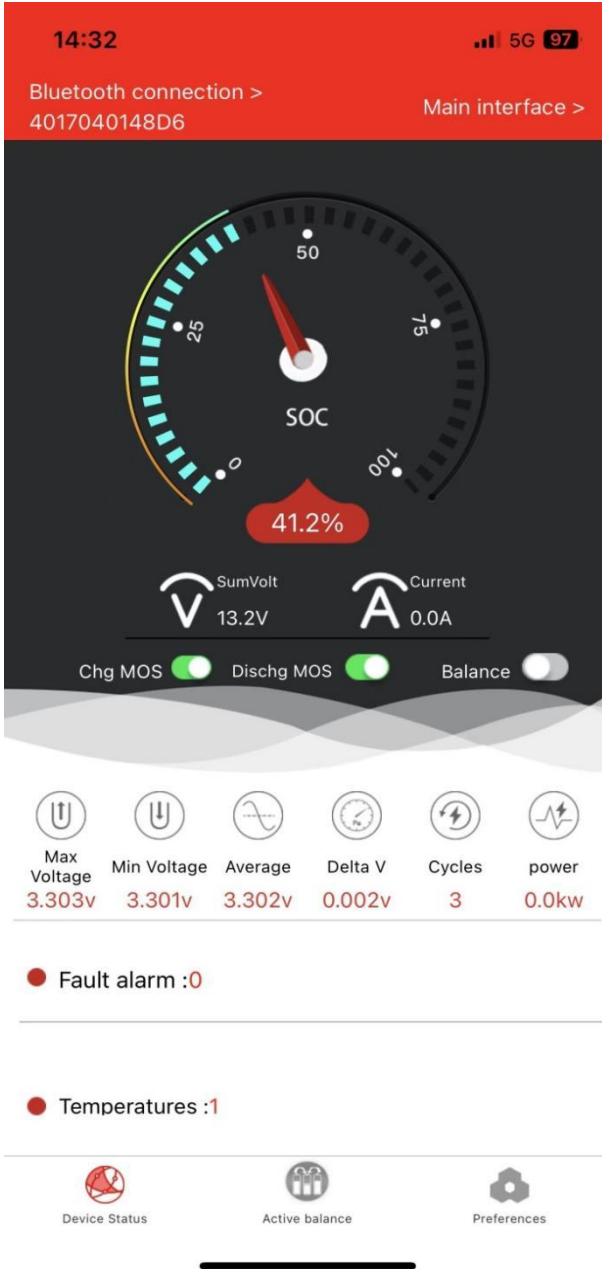 14:32
5G 97
Bluetooth connection >
4017040148D6
Main interface >
50
25
75
0
100
SOC
41.2%
SumVolt
V 13.2V
Current
A 0.0A
Chg MOS Dischg MOS Balance
Max Voltage
Min Voltage
Average
Delta V
Cycles
power
3.303v 3.301v 3.302v 0.002v 3 0.0kw
Fault alarm :0
Temperatures :1
Device Status Active balance Preferences